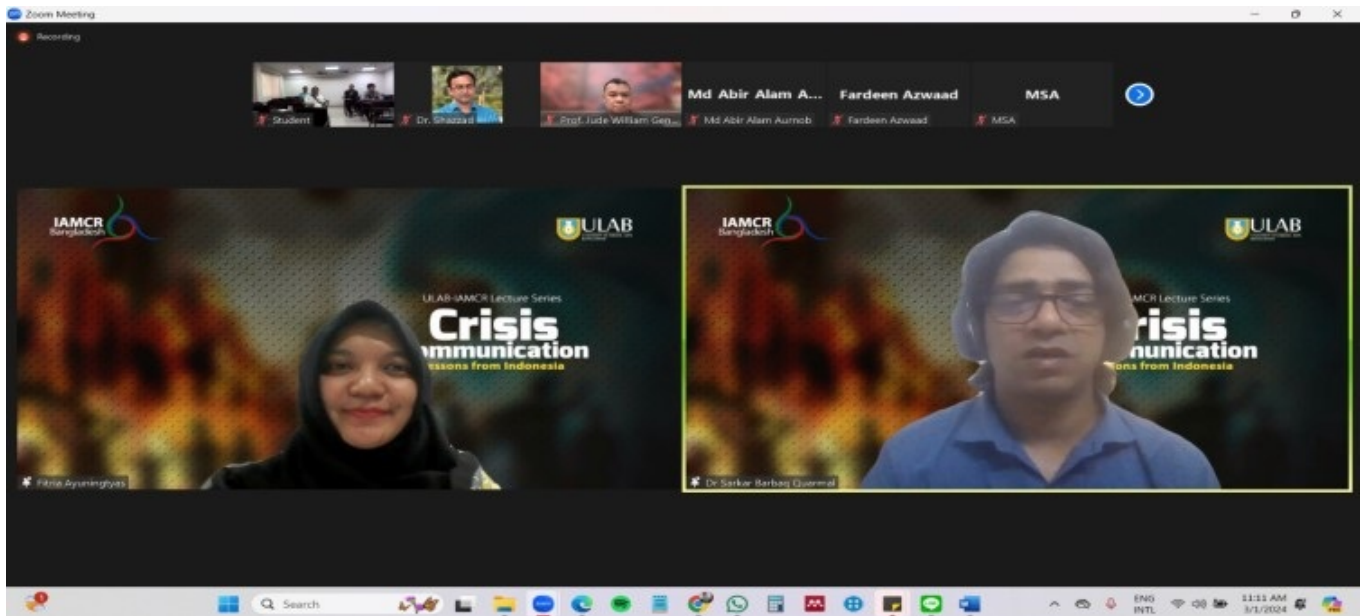 Zoom Meeting
Recording
Student
Dr. Shazzad
Prof. Jude William Gen...
Md Abir Alam A...
Md Abir Alam Aurnob
Fardeen Azwaad
Fardeen Azwaad
MSA
MSA
IAMCR
Bangladesh
ULAB
ULAB-IAMCR Lecture Series
Crisis
ommunication
essons from Indonesia
Fitria Ayuningtyas
IAMCR
Bangladesh
ULAB
MCR Lecture Series
risis
munication
ons from Indonesia
Dr Sarkar Barbaq Quarmal
Search
ENG
INTL
11:11 AM
3/1/2024